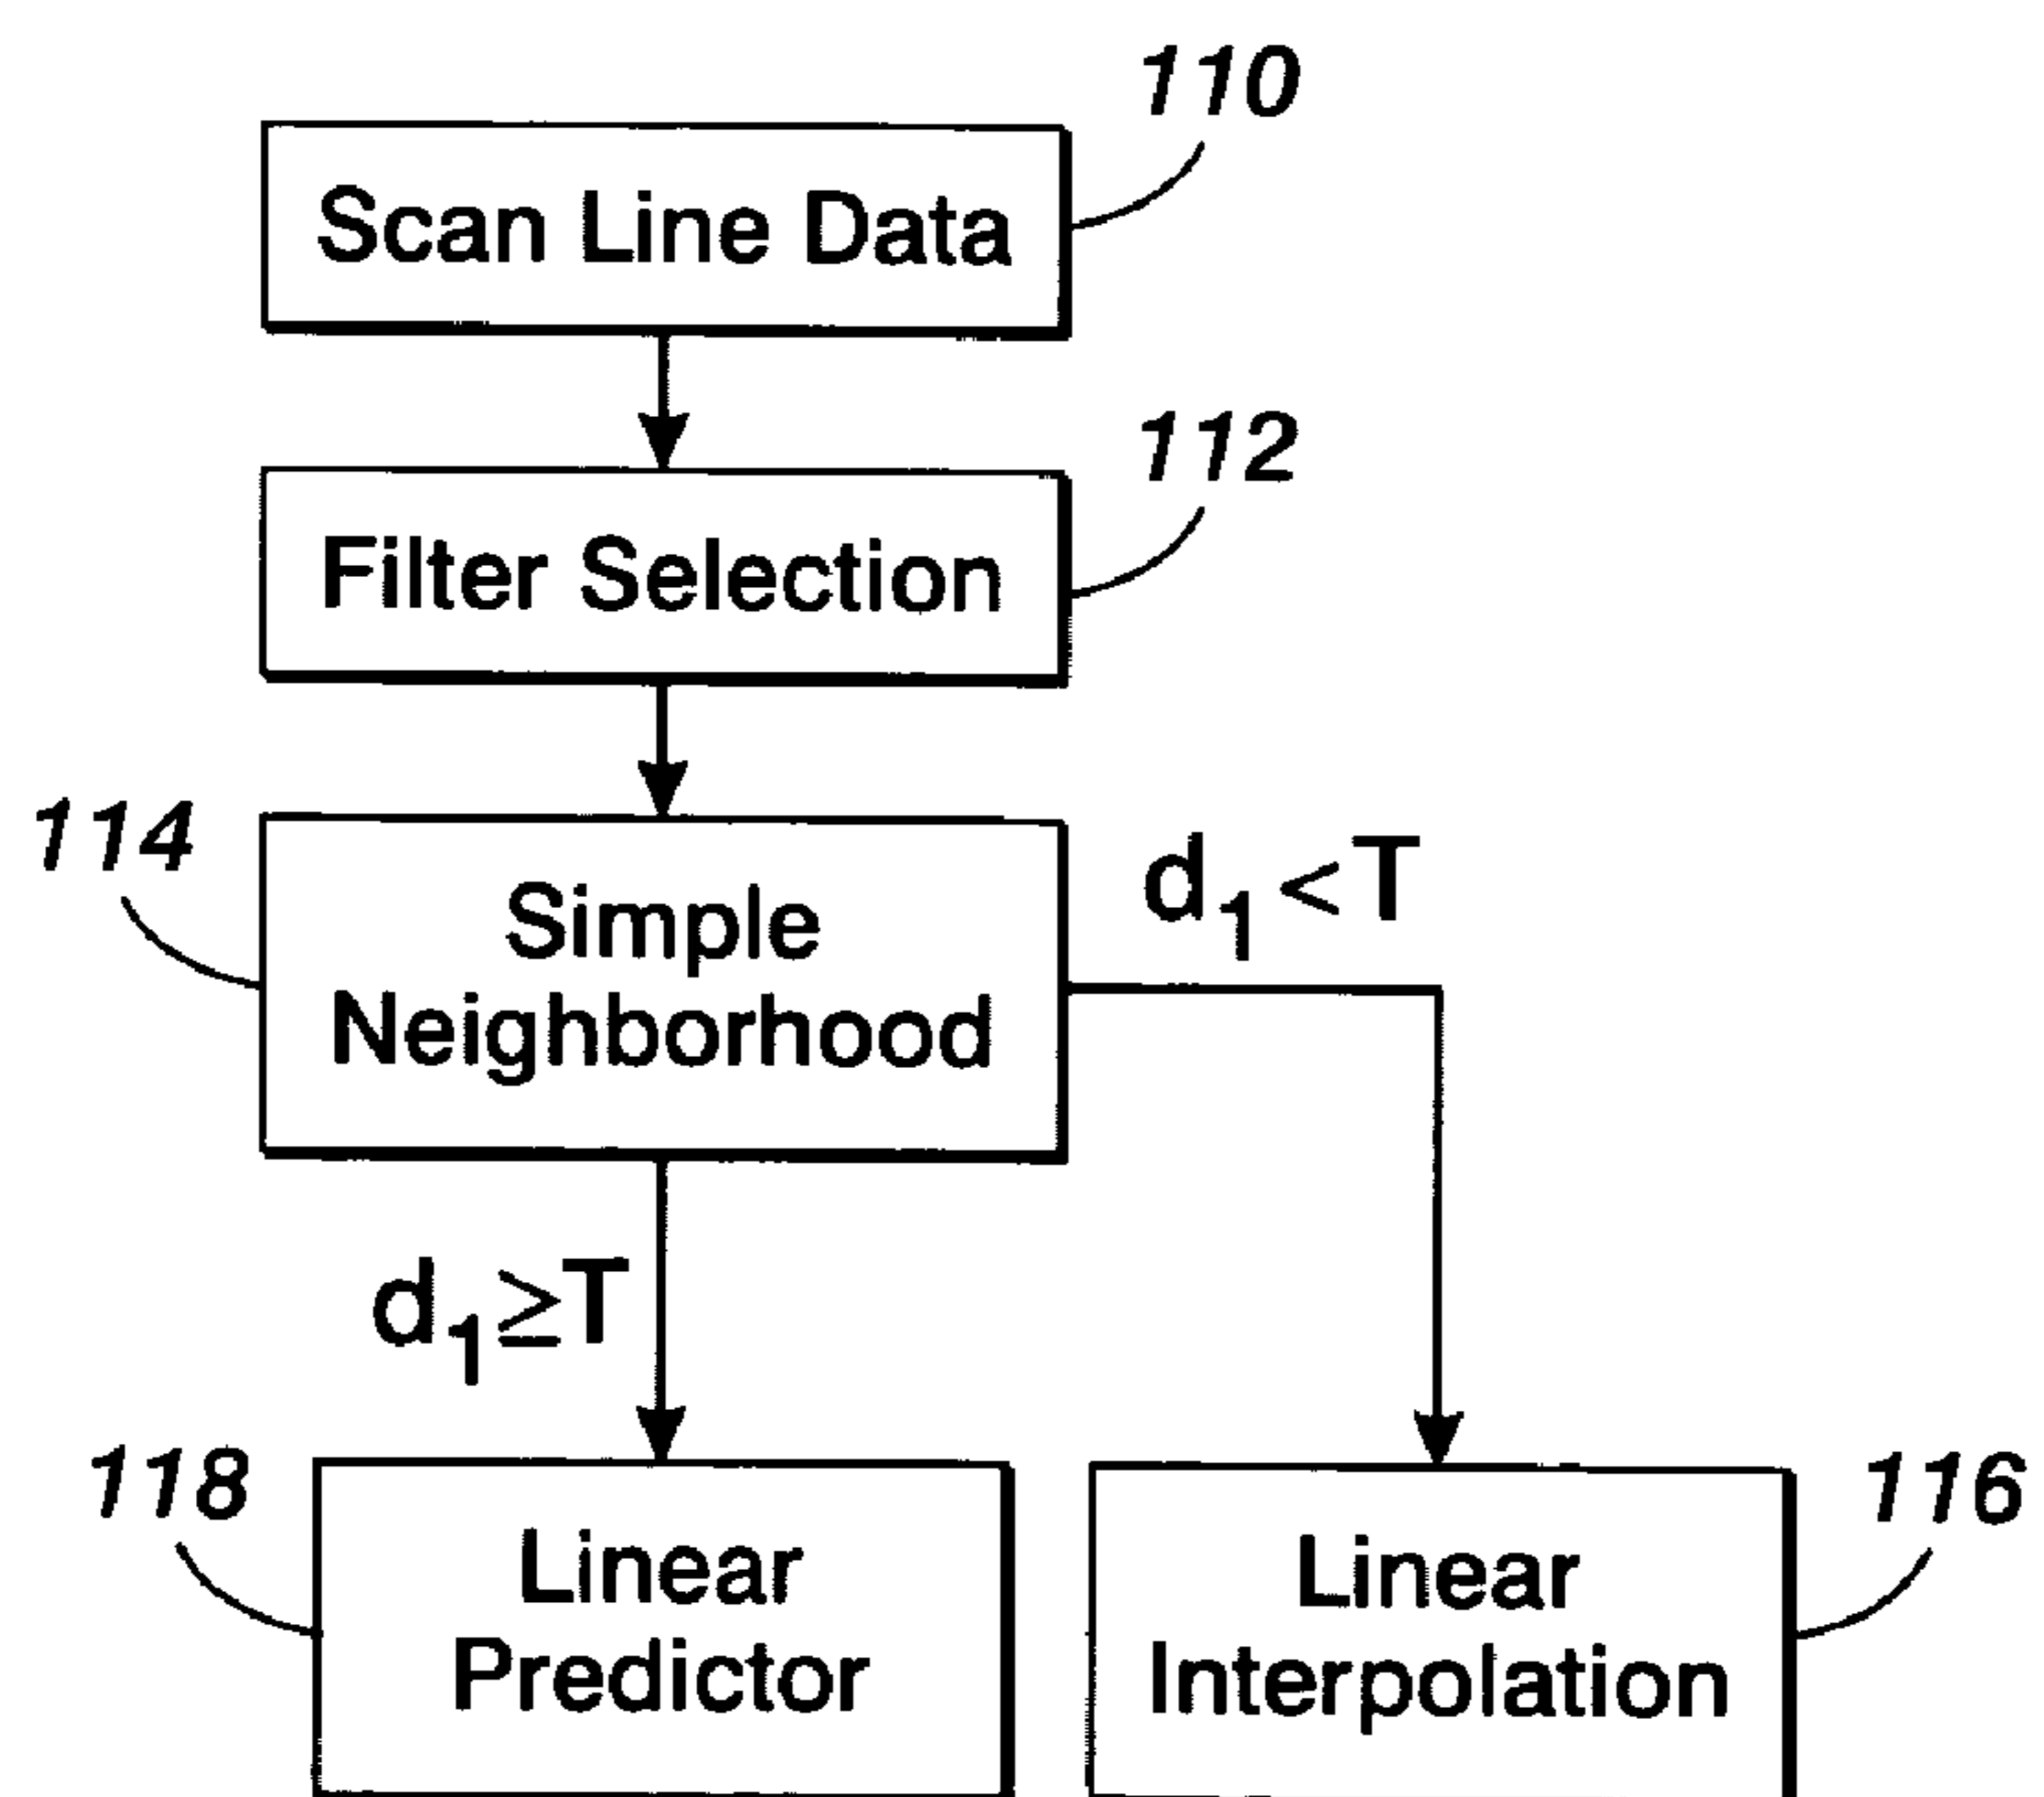 110
Scan Line Data
112
Filter Selection
114
Simple
Neighborhood
d₁<T
d₁≥T
118
Linear
Predictor
116
Linear
Interpolation